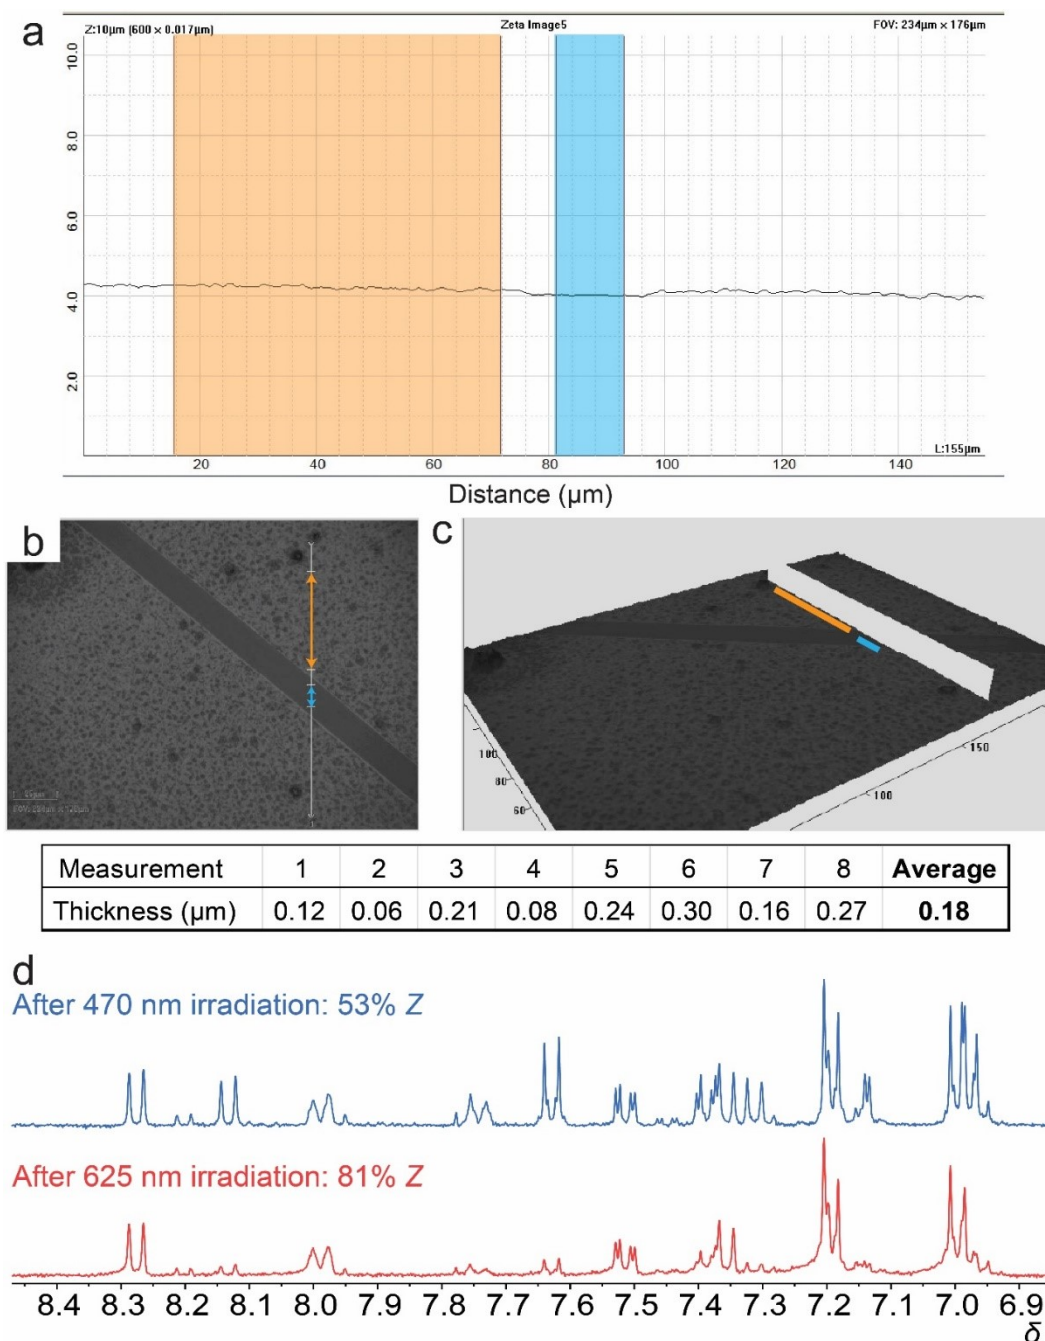 a
Z:10µm (600 × 0.017µm) Zeta Image5 FOV: 234µm × 176µm
10.0
8.0
6.0
4.0
2.0
L:155µm
20 40 60 80 100 120 140
Distance (µm)
b
c
100
80
60
100
150
Measurement 1 2 3 4 5 6 7 8 Average
Thickness (µm) 0.12 0.06 0.21 0.08 0.24 0.30 0.16 0.27 0.18
d
After 470 nm irradiation: 53% Z
After 625 nm irradiation: 81% Z
8.4 8.3 8.2 8.1 8.0 7.9 7.8 7.7 7.6 7.5 7.4 7.3 7.2 7.1 7.0 6.9
δ